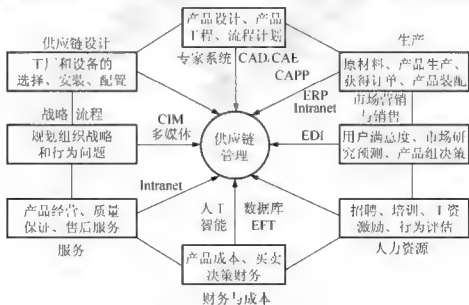 产品设计、产品
工程、流程计划
供应链设计
生产
工厂和设备的
选择、安装、配置
专家系统
CAD、CAE
CAPP
原材料、产品生产、
获得订单、产品装配
ERP
Intranet
市场营销
与销售
战略
流程
规划组织战略
和行为问题
CIM
多媒体
供应链
管理
EDI
用户满意度、市场研
究预测、产品组决策
Intranet
产品经营、质量
保证、售后服务
服务
人工
智能
数据库
EFT
招聘、培训、工资
激励、行为评估
人力资源
产品成本、买卖
决策财务
财务与成本